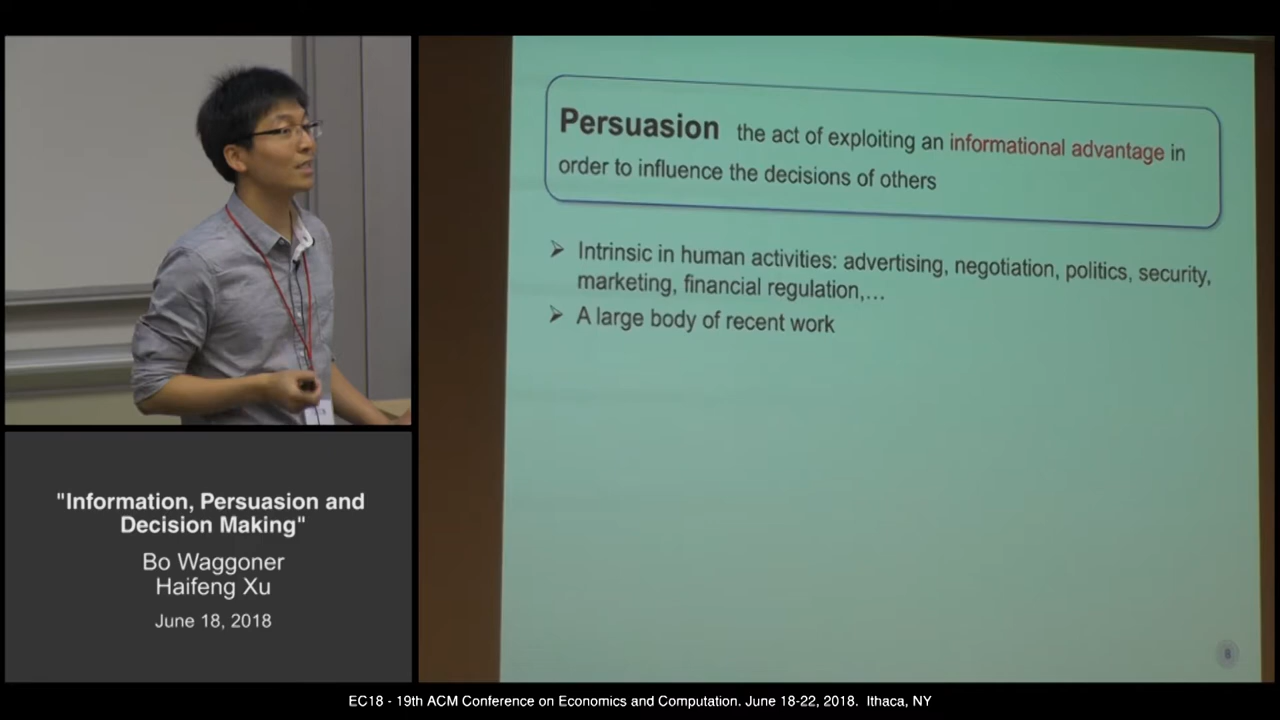 Persuasion the act of exploiting an informational advantage in
order to influence the decisions of others
➤ Intrinsic in human activities: advertising, negotiation, politics, security,
marketing, financial regulation,…
➤ A large body of recent work
8
"Information, Persuasion and
Decision Making"
Bo Waggoner
Haifeng Xu
June 18, 2018
EC18 - 19th ACM Conference on Economics and Computation. June 18-22, 2018. Ithaca, NY